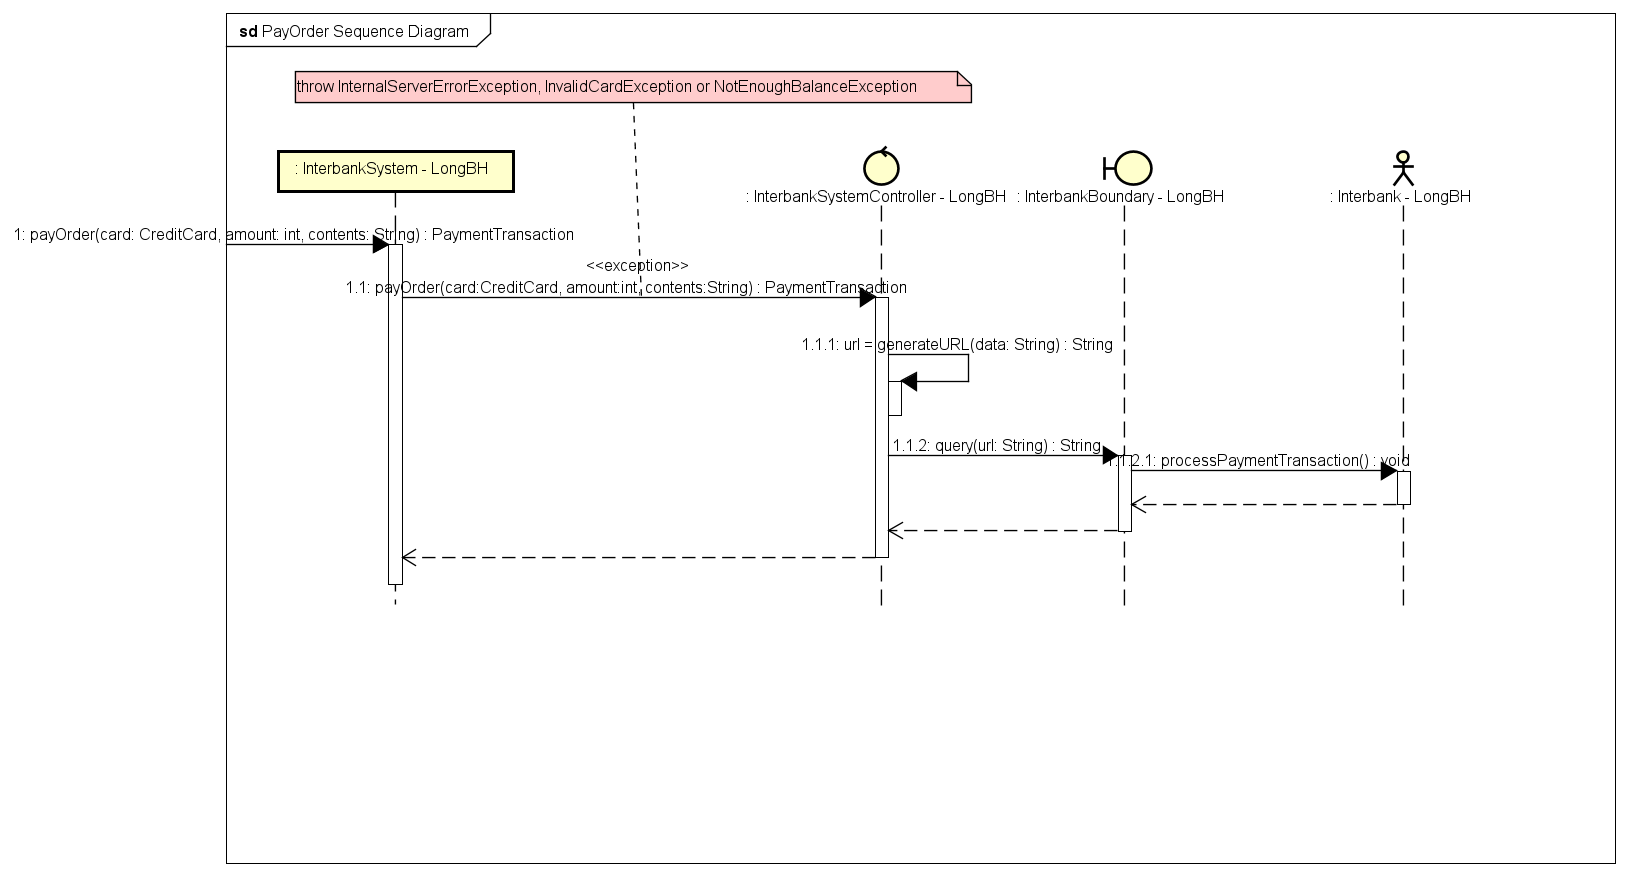 sd PayOrder Sequence Diagram
throw InternalServerErrorException, InvalidCardException or NotEnoughBalanceException
: InterbankSystem - LongBH
: InterbankSystemController - LongBH
: InterbankBoundary - LongBH
: Interbank - LongBH
1: payOrder(card: CreditCard, amount: int, contents: String) : PaymentTransaction
<<exception>>
1.1: payOrder(card:CreditCard, amount:int, contents:String) : PaymentTransaction
1.1.1: url = generateURL(data: String) : String
1.1.2: query(url: String) : String
1.1.2.1: processPaymentTransaction() : void